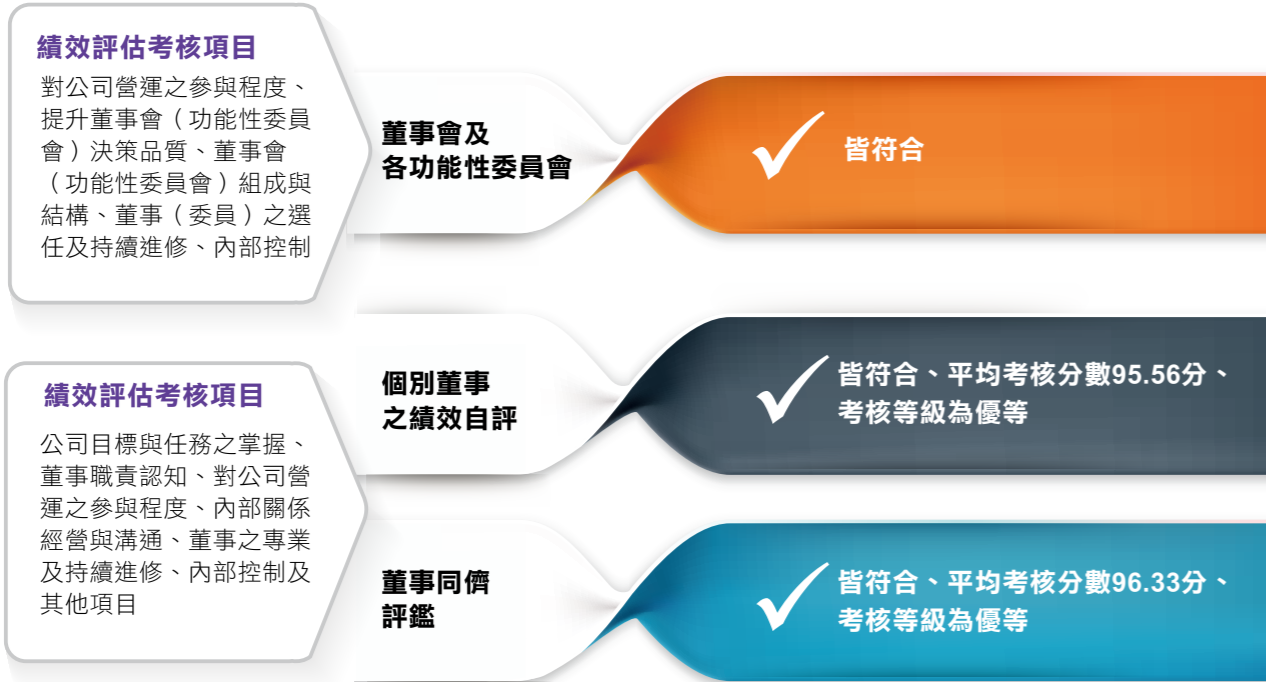 績效評估考核項目
對公司營運之參與程度、
提升董事會（功能性委員
會）決策品質、董事會
（功能性委員會）組成與
結構、董事（委員）之選
任及持續進修、內部控制
董事會及
各功能性委員會
皆符合
績效評估考核項目
公司目標與任務之掌握、
董事職責認知、對公司營
運之參與程度、內部關係
經營與溝通、董事之專業
及持續進修、內部控制及
其他項目
個別董事
之績效自評
皆符合、平均考核分數95.56分、
考核等級為優等
董事同儕
評鑑
皆符合、平均考核分數96.33分、
考核等級為優等